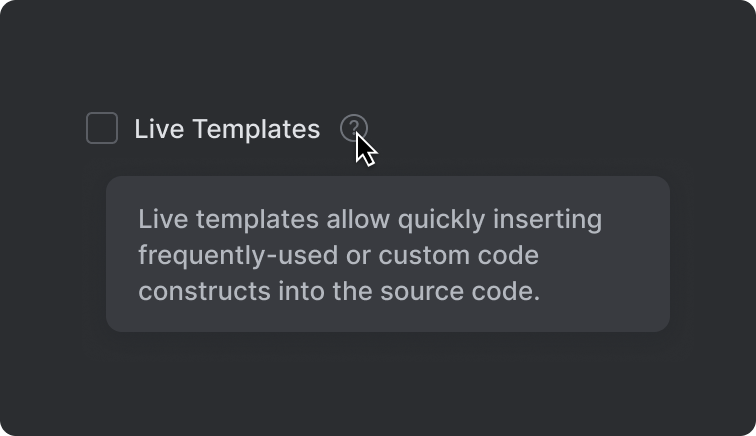 Live Templates ?
Live templates allow quickly inserting
frequently-used or custom code
constructs into the source code.